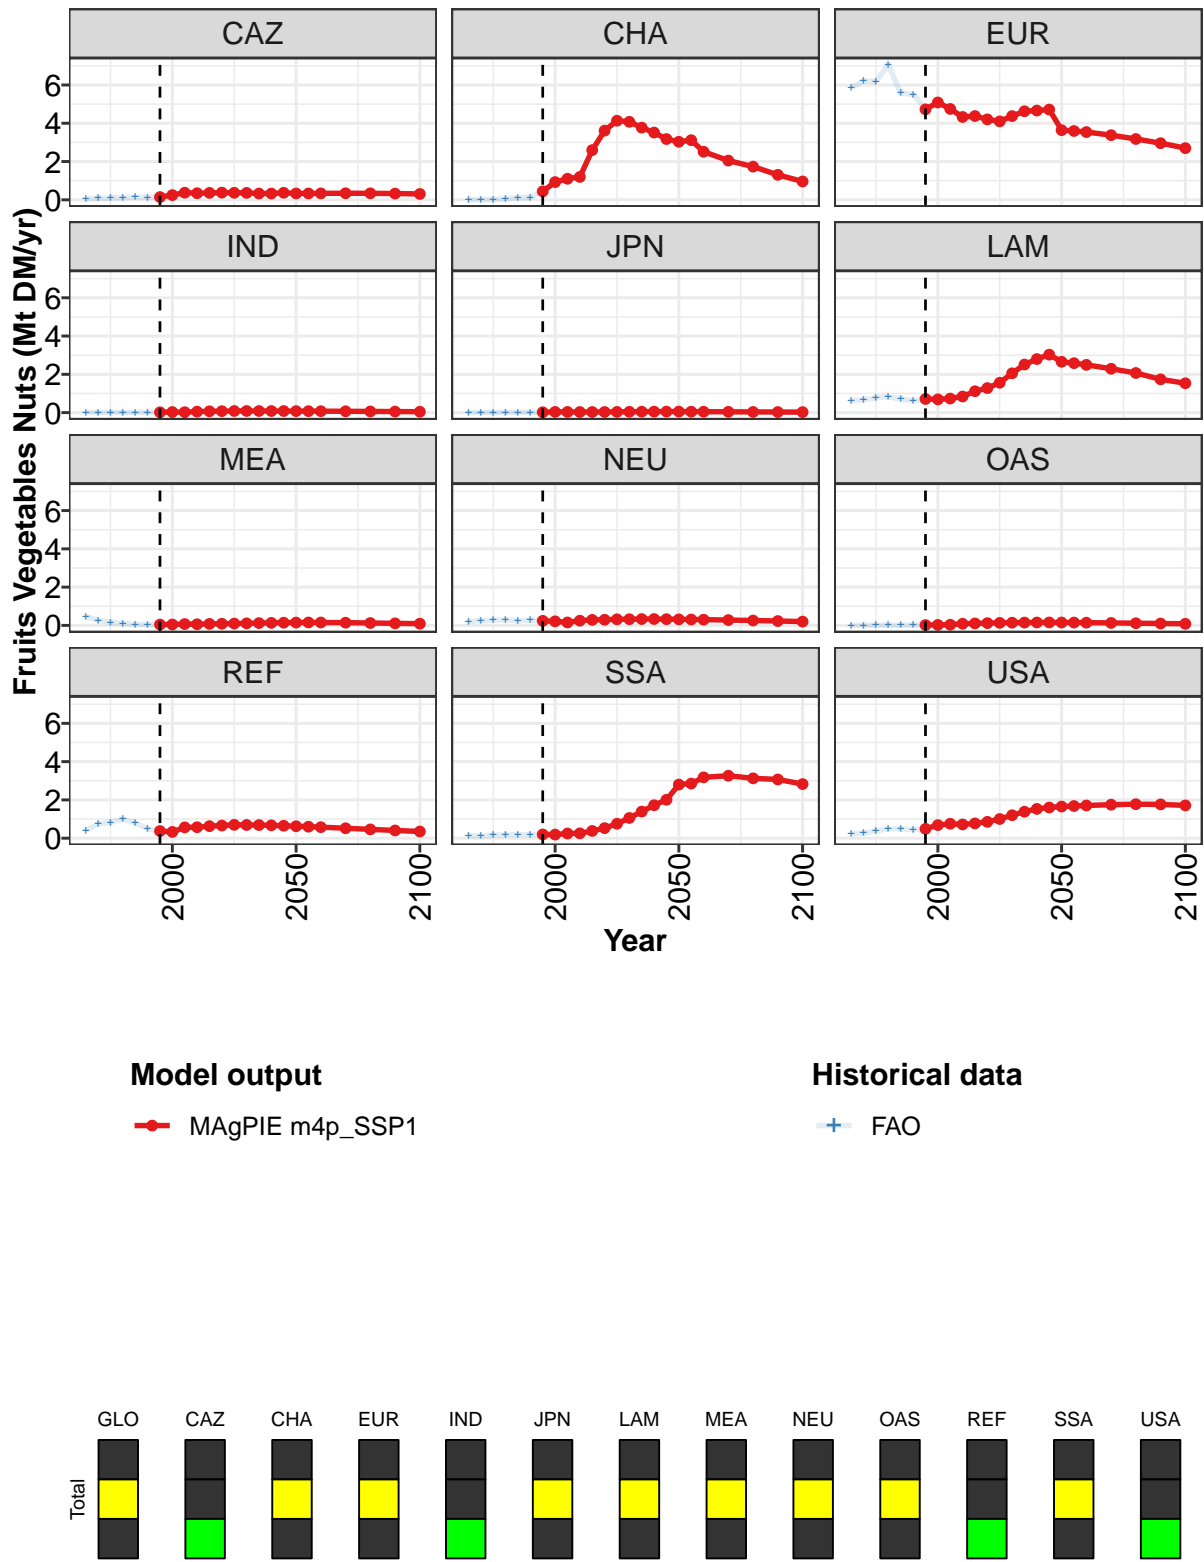 CAZ CHA EUR
6
4
2
0
IND JPN LAM
6
4
2
0
MEA NEU OAS
6
4
2
0
REF SSA USA
6
4
2
0
Fruits Vegetables Nuts (Mt DM/yr)
2000 2050 2100 2000 2050 2100 2000 2050 2100
Year
Model output Historical data
MAgPIE m4p_SSP1 FAO
GLO CAZ CHA EUR IND JPN LAM MEA NEU OAS REF SSA USA
Total